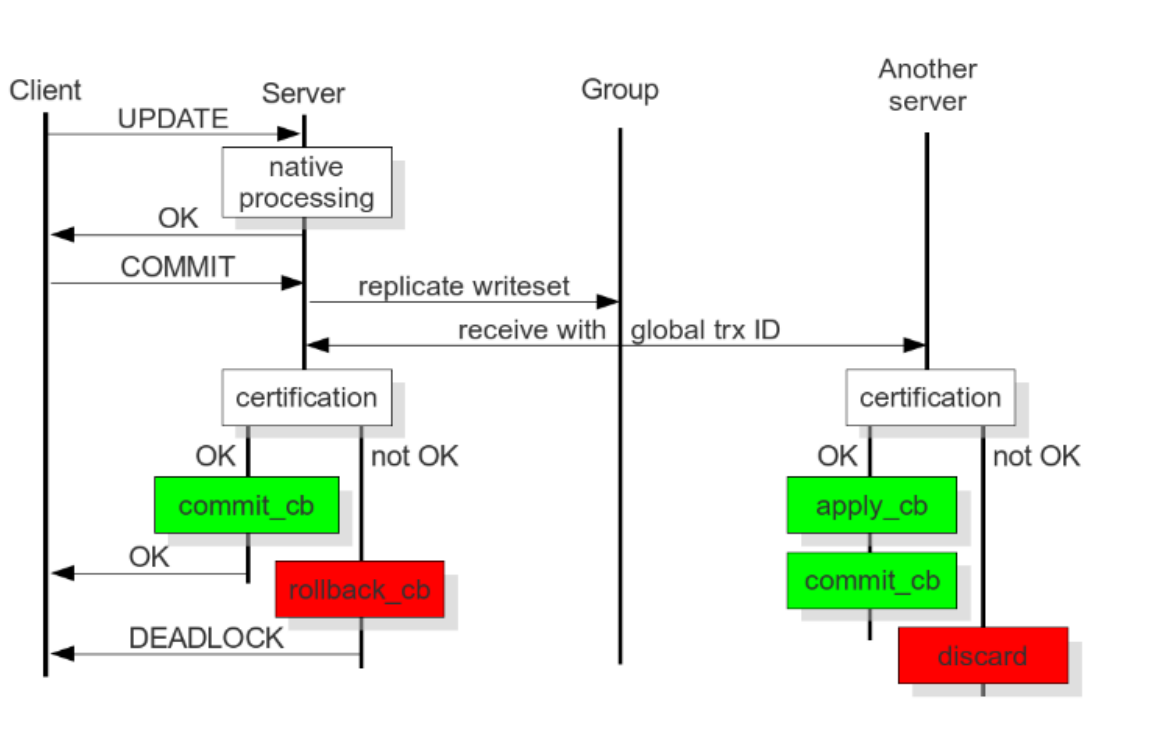 Client
Server
Group
Another
server
UPDATE
native
processing
OK
COMMIT
replicate writeset
receive with global trx ID
certification
certification
OK
not OK
OK
not OK
commit_cb
apply_cb
OK
rollback_cb
commit_cb
DEADLOCK
discard